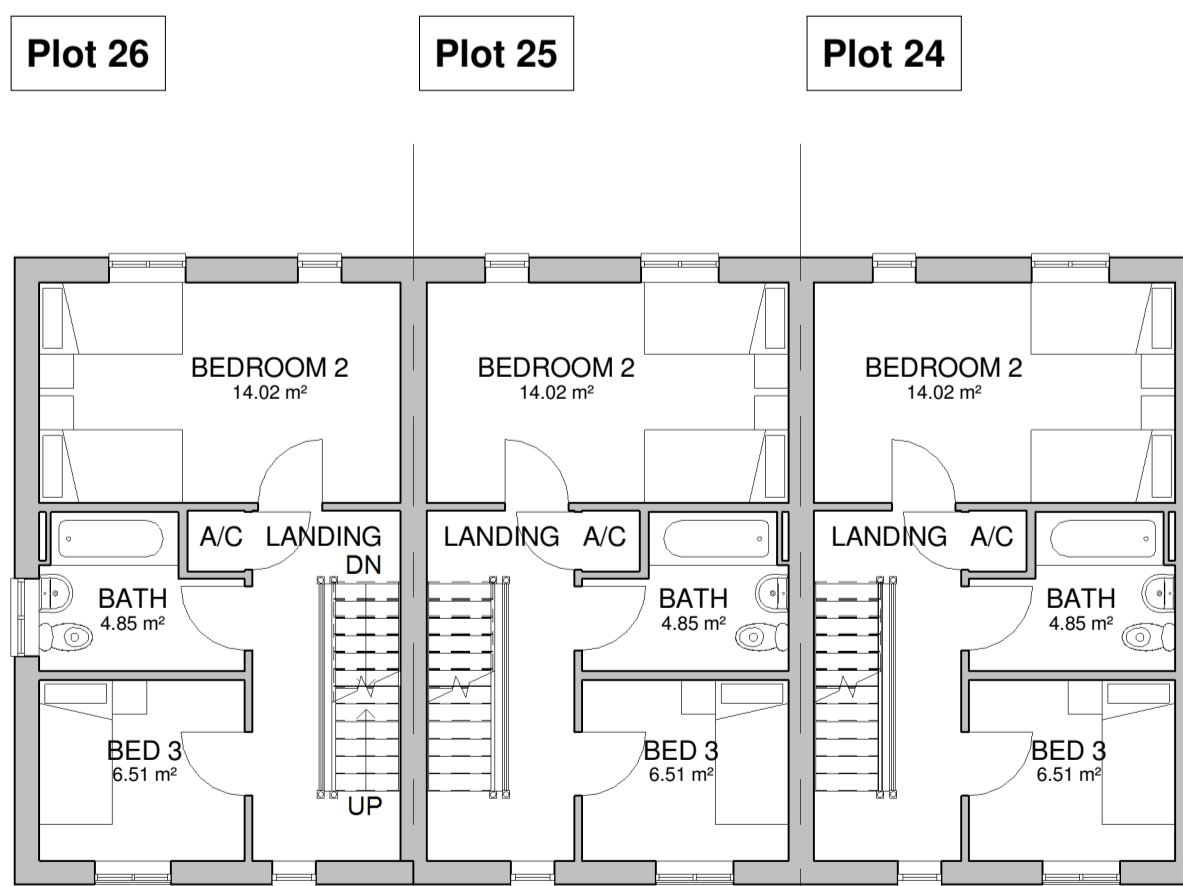 Plot 26
Plot 25
Plot 24
BEDROOM 2
14.02 m²
BEDROOM 2
14.02 m²
BEDROOM 2
14.02 m²
A/C
LANDING
DN
LANDING
A/C
LANDING
A/C
BATH
4.85 m²
BATH
4.85 m²
BATH
4.85 m²
BED 3
6.51 m²
UP
BED 3
6.51 m²
BED 3
6.51 m²